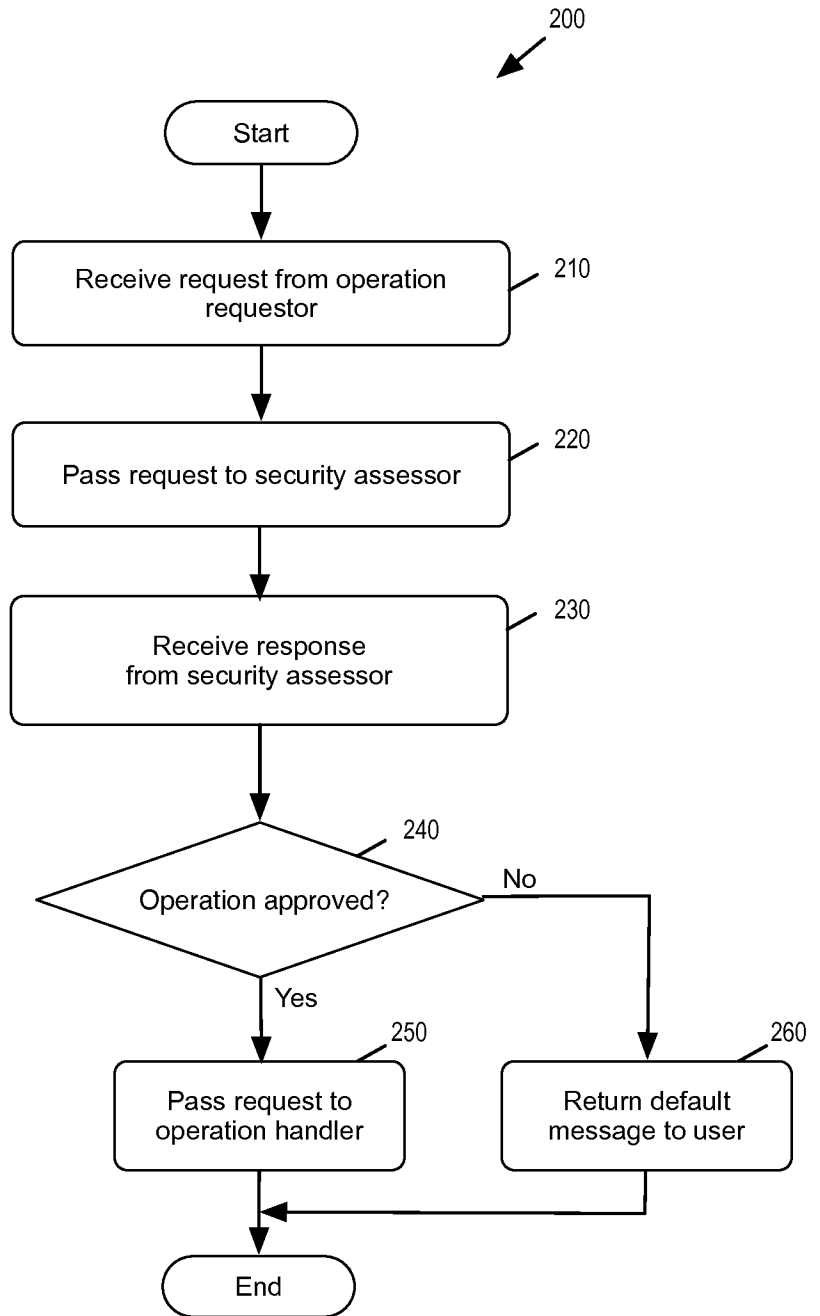 200
Start
Receive request from operation
requestor
210
Pass request to security assessor
220
Receive response
from security assessor
230
Operation approved?
240
No
Yes
Pass request to
operation handler
250
Return default
message to user
260
End